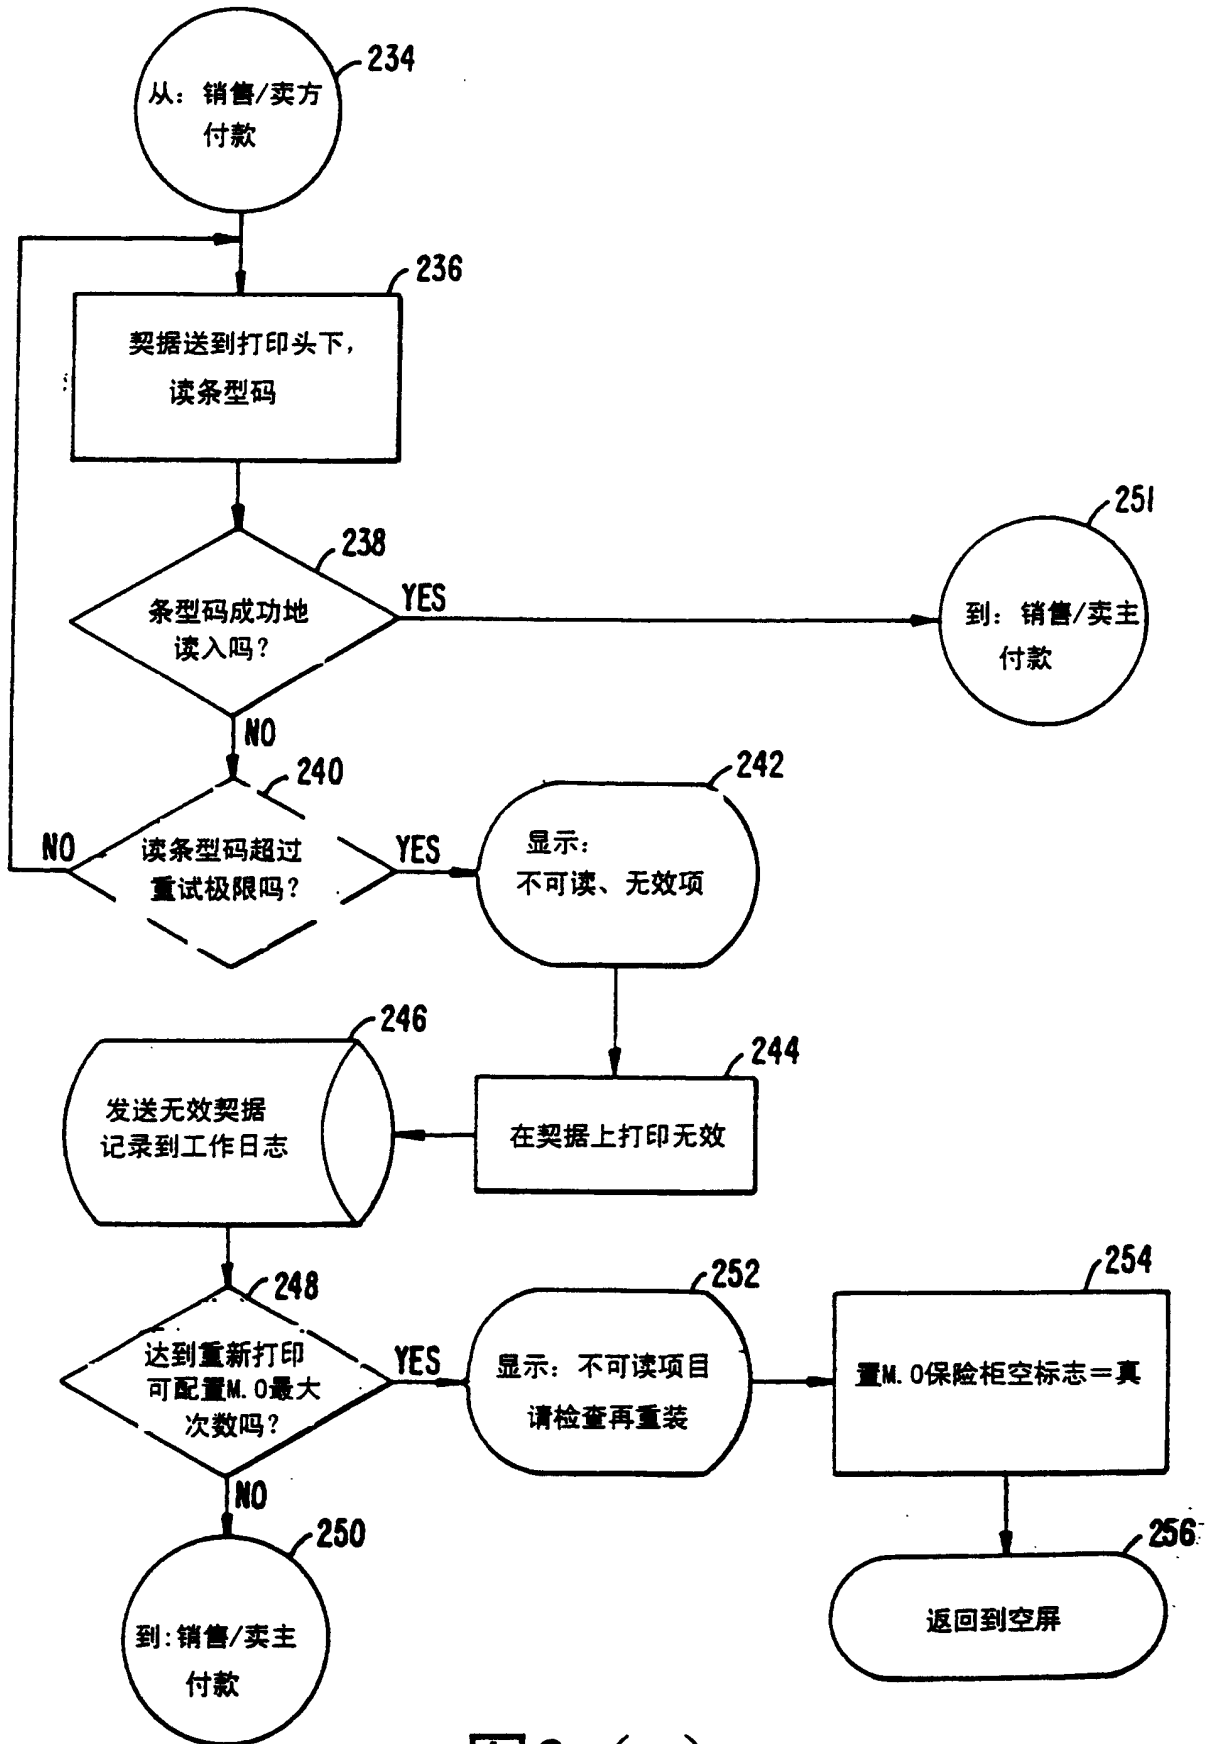 234
从：销售/卖方
付款
236
契据送到打印头下，
读条型码
238
条型码成功地
读入吗？
YES
251
到：销售/卖主
付款
NO
240
读条型码超过
重试极限吗？
NO
YES
242
显示：
不可读、无效项
244
在契据上打印无效
246
发送无效契据
记录到工作日志
248
达到重新打印
可配置M.O最大
次数吗？
YES
252
显示：不可读项目
请检查再重装
254
置M.O保险柜空标志＝真
256
返回到空屏
NO
250
到：销售/卖主
付款